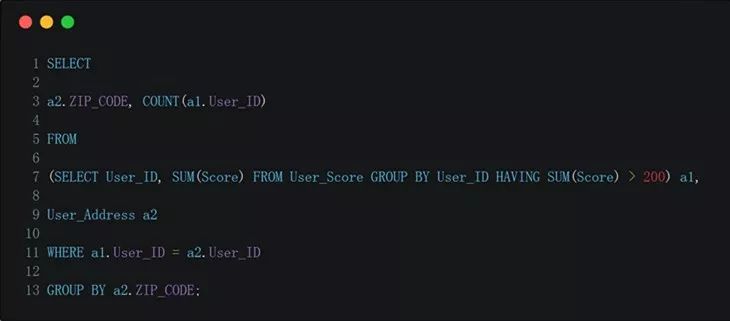 1 SELECT
2
3 a2.ZIP_CODE, COUNT(a1.User_ID)
4
5 FROM
6
7 (SELECT User_ID, SUM(Score) FROM User_Score GROUP BY User_ID HAVING SUM(Score) > 200) a1,
8
9 User_Address a2
10
11 WHERE a1.User_ID = a2.User_ID
12
13 GROUP BY a2.ZIP_CODE;